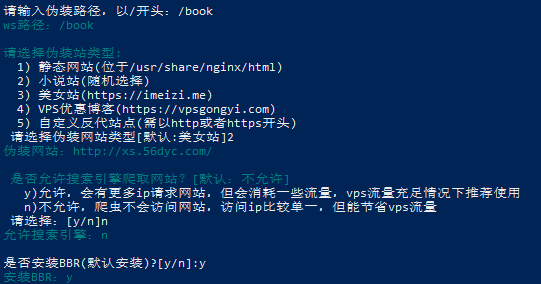 请输入伪装路径，以/开头：/book
ws路径：/book
请选择伪装站类型:
1) 静态网站(位于/usr/share/nginx/html)
2) 小说站(随机选择)
3) 美女站(https://imeizi.me)
4) VPS优惠博客(https://vpsgongyi.com)
5) 自定义反代站点(需以http或者https开头)
请选择伪装网站类型[默认:美女站]2
伪装网站：http://xs.56dyc.com/
是否允许搜索引擎爬取网站？[默认：不允许]
y)允许，会有更多ip请求网站，但会消耗一些流量，vps流量充足情况下推荐使用
n)不允许，爬虫不会访问网站，访问ip比较单一，但能节省vps流量
请选择：[y/n]n
允许搜索引擎：n
是否安装BBR(默认安装)?[y/n]:y
安装BBR：y